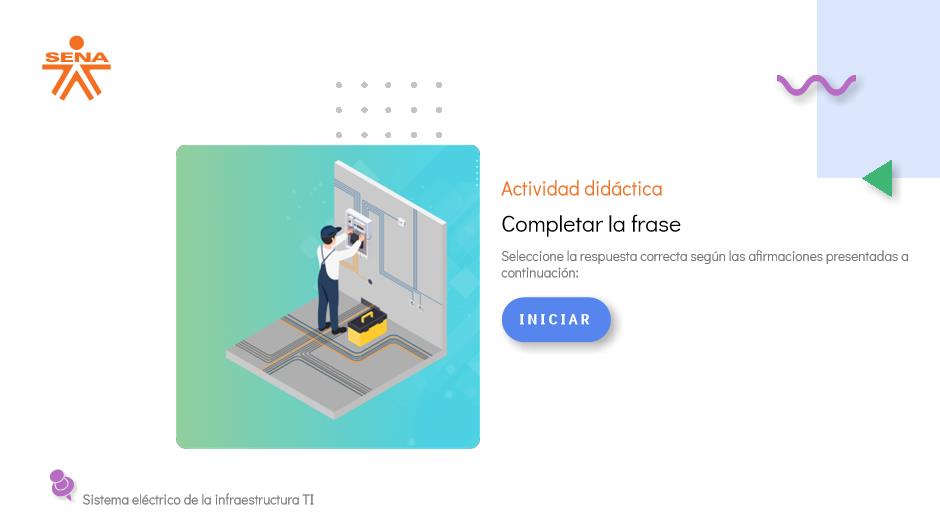 SENA
Actividad didáctica
Completar la frase
Seleccione la respuesta correcta según las afirmaciones presentadas a
continuación:
INICIAR
Sistema eléctrico de la infraestructura TI